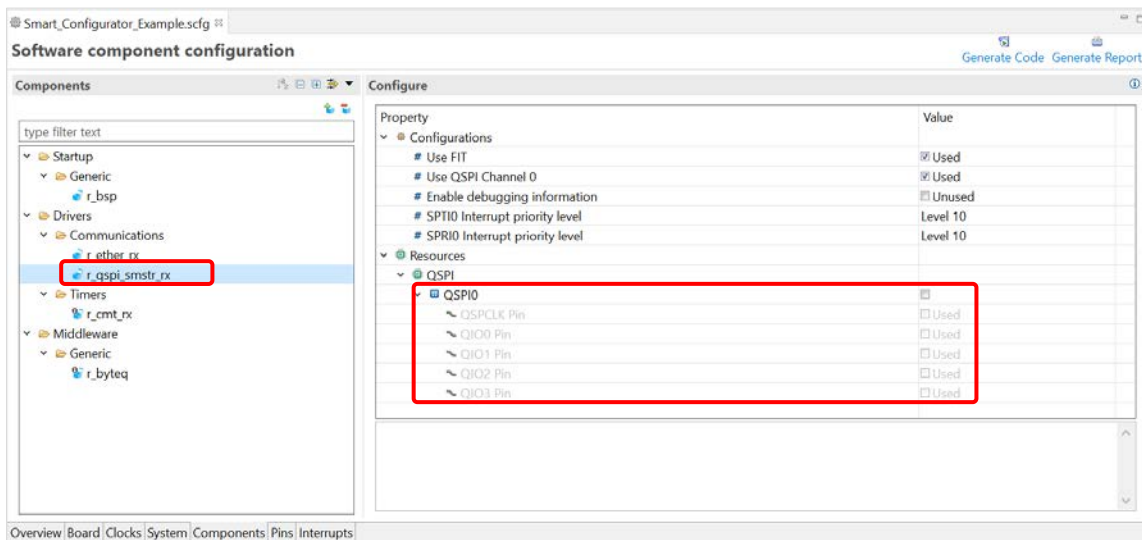 Smart_Configurator_Example.scfg
Software component configuration
Generate Code Generate Report
Components
type filter text
Startup
Generic
r_bsp
Drivers
Communications
r_ether_rx
r_qspi_smstr_rx
Timers
r_cmt_rx
Middleware
Generic
r_byteq
Configure
Property Value
Configurations
# Use FIT Used
# Use QSPI Channel 0 Used
# Enable debugging information Unused
# SPTI0 Interrupt priority level Level 10
# SPRI0 Interrupt priority level Level 10
Resources
QSPI
QSPI0
QSPCLK Pin Used
QIO0 Pin Used
QIO1 Pin Used
QIO2 Pin Used
QIO3 Pin Used
Overview Board Clocks System Components Pins Interrupts